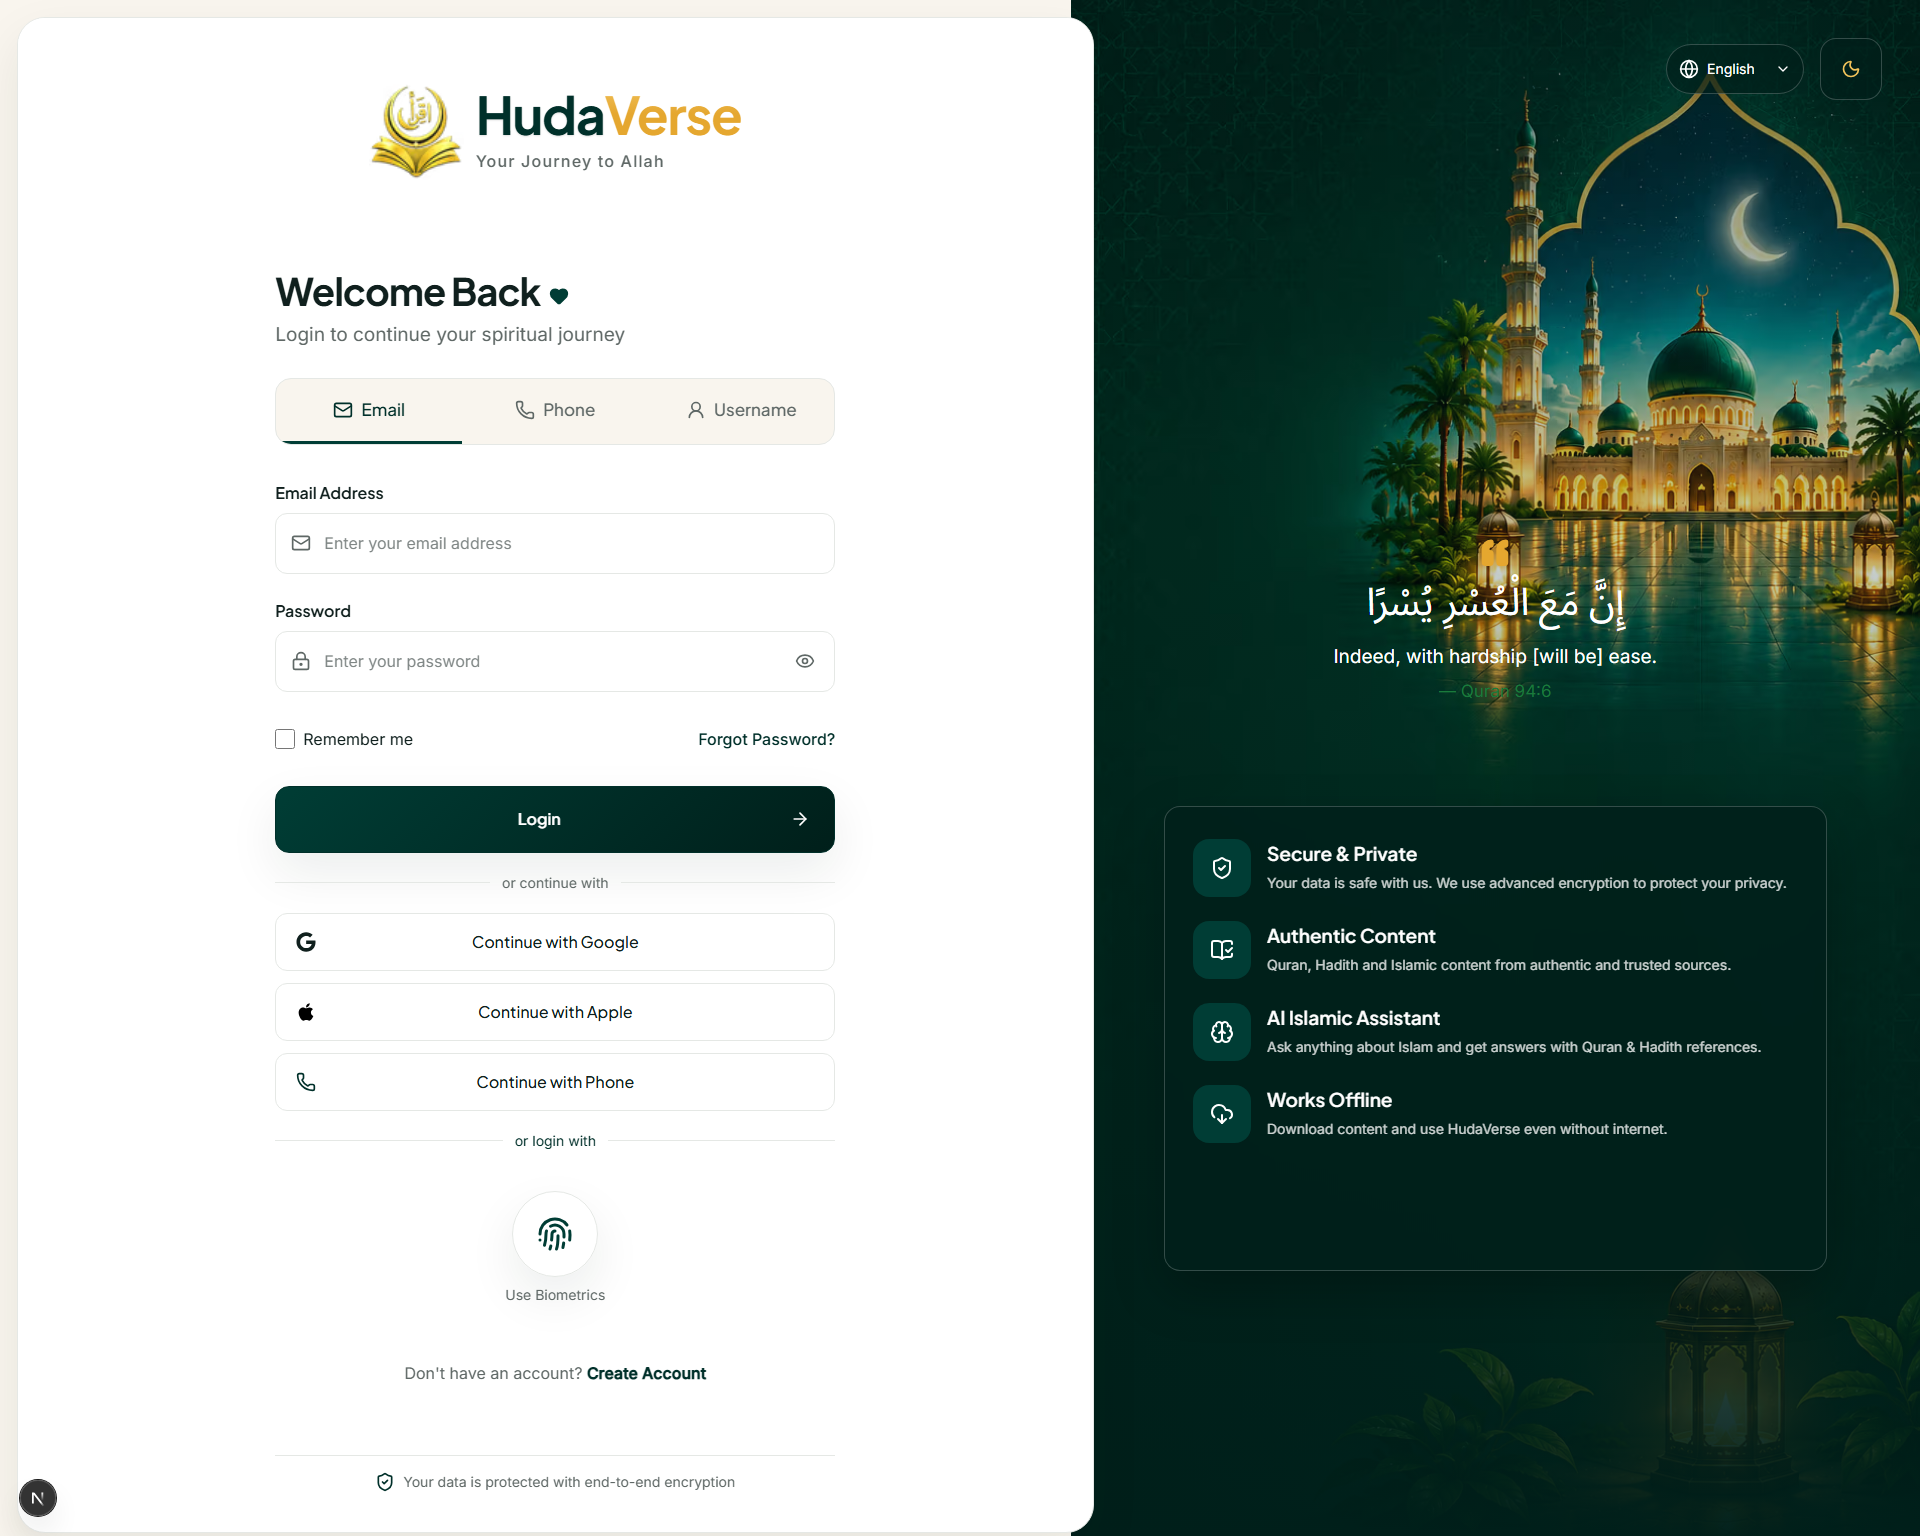 HudaVerse
Your Journey to Allah
Welcome Back
Login to continue your spiritual journey
Email
Phone
Username
Email Address
Enter your email address
Password
Enter your password
Remember me
Forgot Password?
Login
or continue with
Continue with Google
Continue with Apple
Continue with Phone
or login with
Use Biometrics
Don't have an account? Create Account
Your data is protected with end-to-end encryption
N
English
إِنَّ مَعَ الْعُسْرِ يُسْرًا
Indeed, with hardship [will be] ease.
— Quran 94:6
Secure & Private
Your data is safe with us. We use advanced encryption to protect your privacy.
Authentic Content
Quran, Hadith and Islamic content from authentic and trusted sources.
AI Islamic Assistant
Ask anything about Islam and get answers with Quran & Hadith references.
Works Offline
Download content and use HudaVerse even without internet.